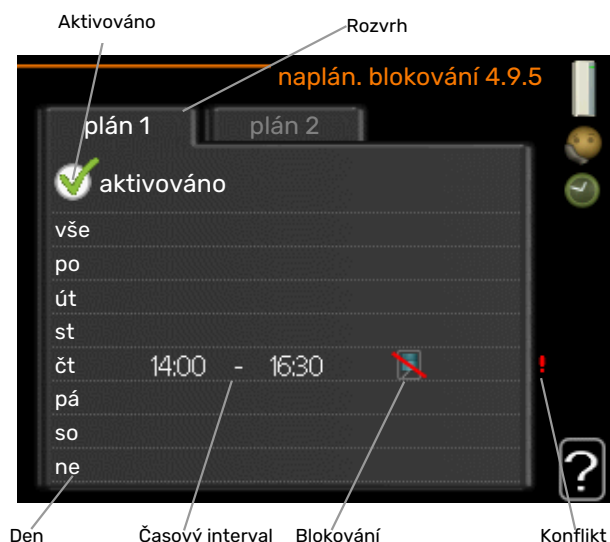 Aktivováno
Rozvrh
naplán. blokování 4.9.5
plán 1
plán 2
aktivováno
vše
po
út
st
čt 14:00 - 16:30 !
pá
so
ne
?
Den
Časový interval
Blokování
Konflikt